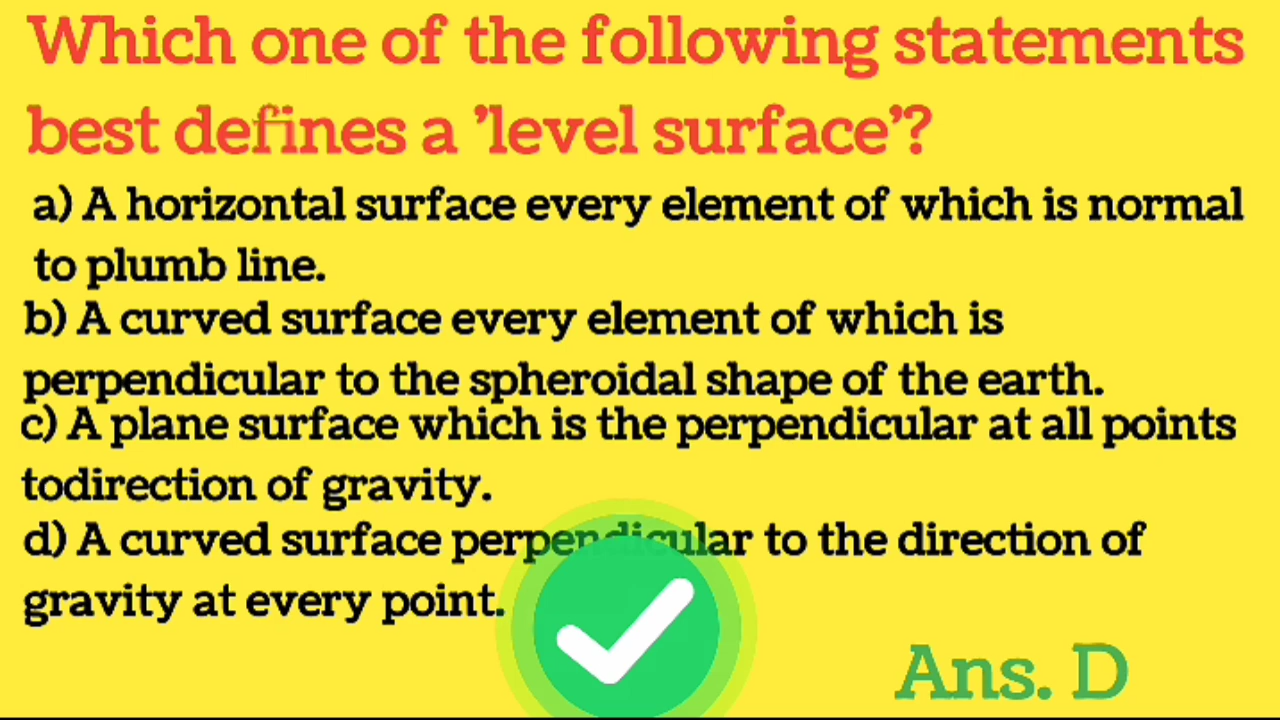 Which one of the following statements
best defines a 'level surface'?
a) A horizontal surface every element of which is normal
to plumb line.
b) A curved surface every element of which is
perpendicular to the spheroidal shape of the earth.
c) A plane surface which is the perpendicular at all points
todirection of gravity.
d) A curved surface perpendicular to the direction of
gravity at every point.
Ans. D